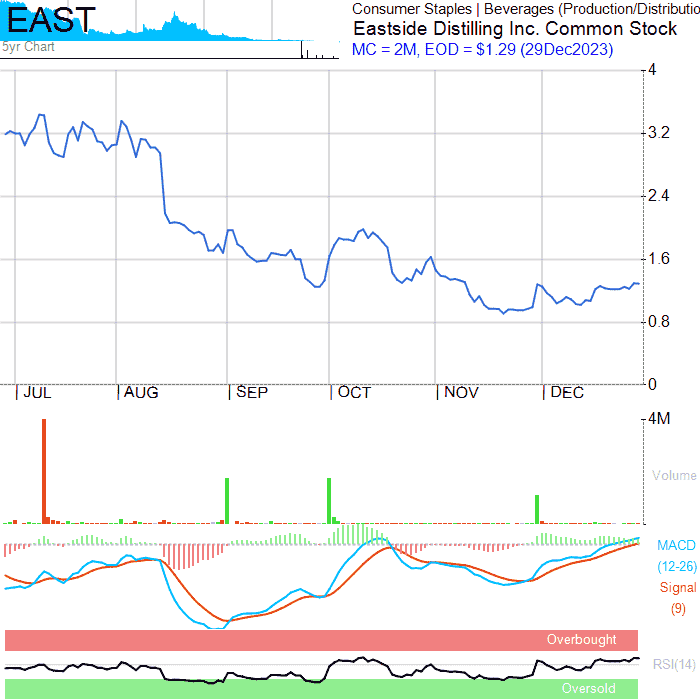 EAST
5yr Chart
Consumer Staples | Beverages (Production/Distributio
Eastside Distilling Inc. Common Stock
MC = 2M, EOD = $1.29 (29Dec2023)
4
3.2
2.4
1.6
0.8
0
JUL AUG SEP OCT NOV DEC
4M
Volume
MACD
(12-26)
Signal
(9)
Overbought
RSI(14)
Oversold